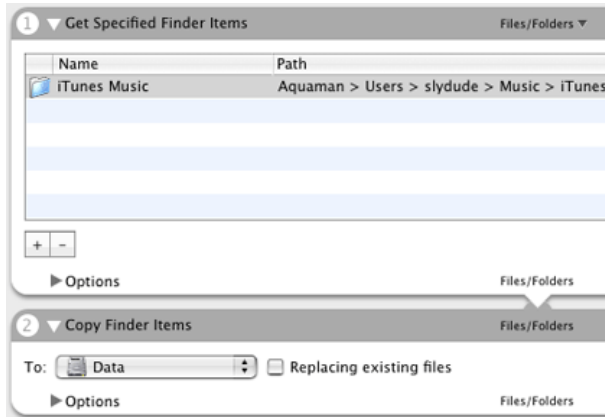 1 Get Specified Finder Items Files/Folders
Name Path
iTunes Music Aquaman > Users > slydude > Music > iTunes
+ -
Options Files/Folders
2 Copy Finder Items Files/Folders
To: Data Replacing existing files
Options Files/Folders